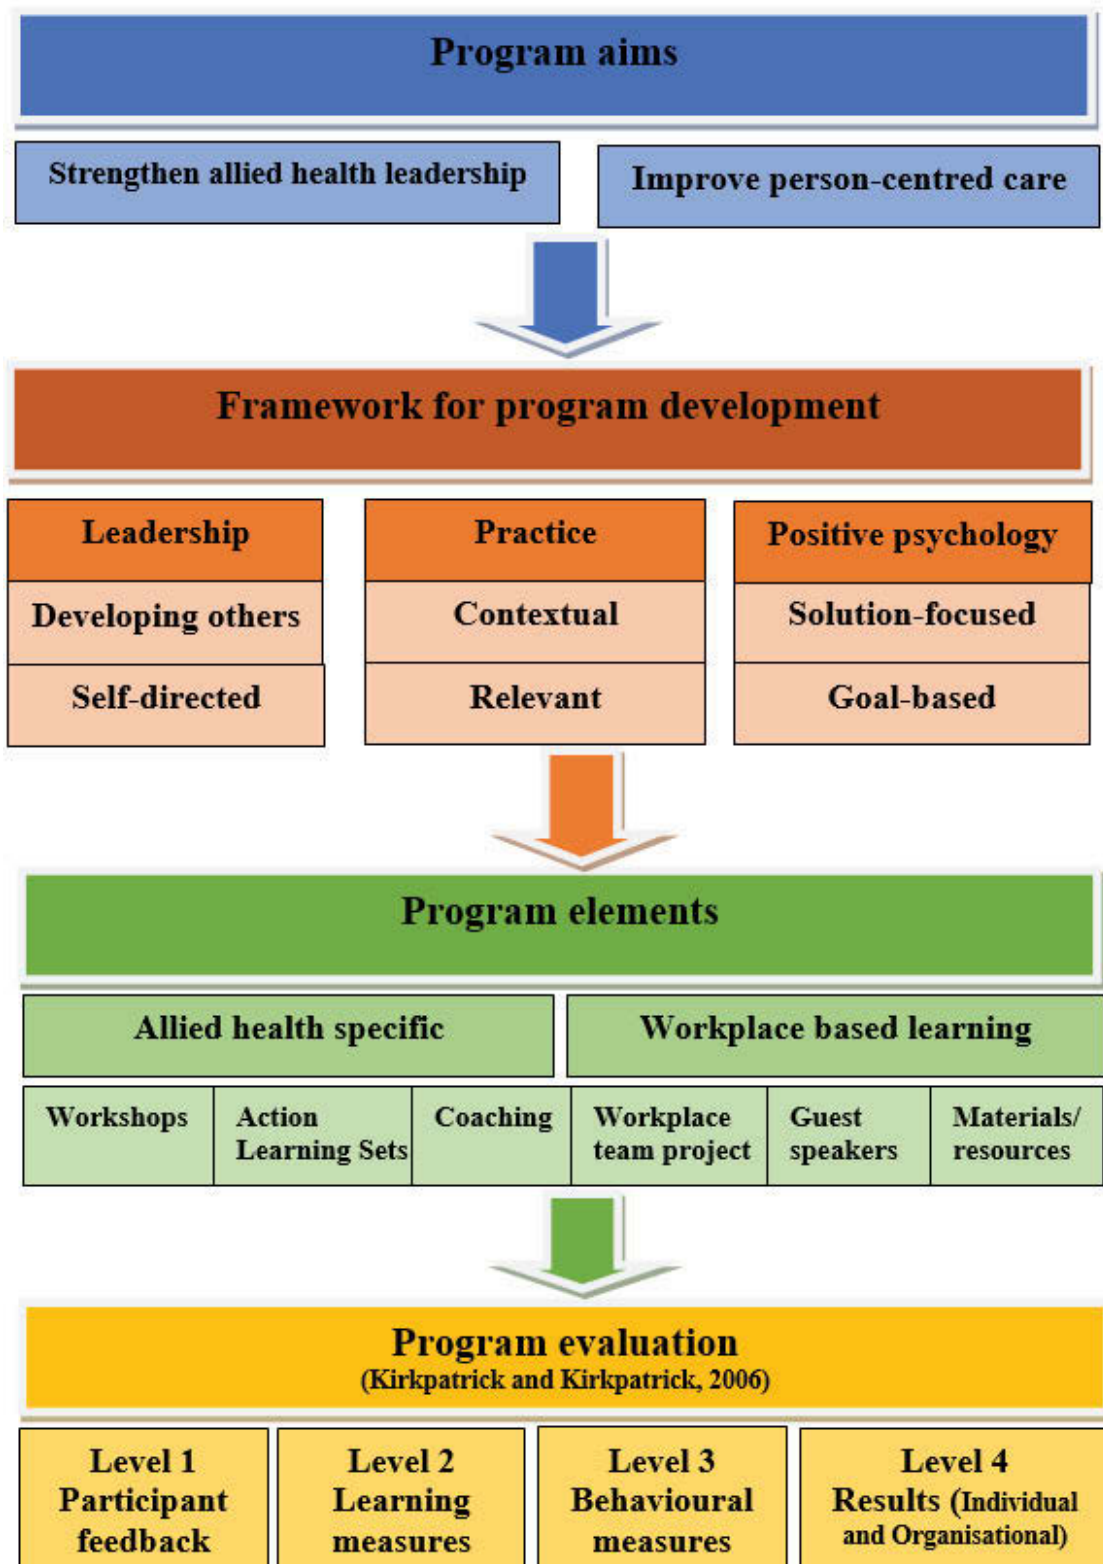 Program aims
Strengthen allied health leadership
Improve person-centred care
Framework for program development
Leadership
Practice
Positive psychology
Developing others
Contextual
Solution-focused
Self-directed
Relevant
Goal-based
Program elements
Allied health specific
Workplace based learning
Workshops
Action
Learning Sets
Coaching
Workplace
team project
Guest
speakers
Materials/
resources
Program evaluation
(Kirkpatrick and Kirkpatrick, 2006)
Level 1
Participant
feedback
Level 2
Learning
measures
Level 3
Behavioural
measures
Level 4
Results (Individual
and Organisational)